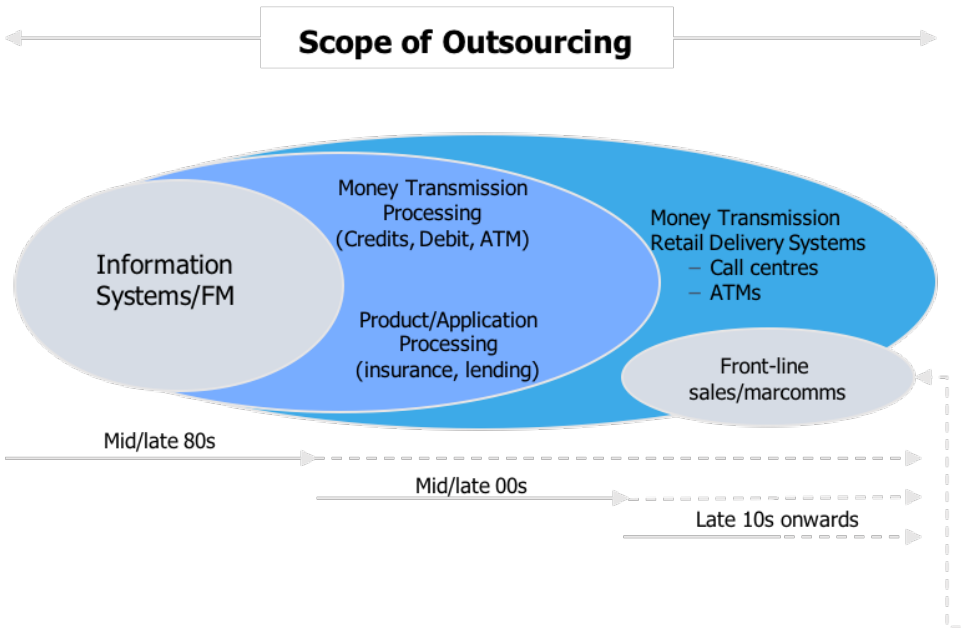 Scope of Outsourcing
Information
Systems/FM
Money Transmission
Processing
(Credits, Debit, ATM)
Product/Application
Processing
(insurance, lending)
Money Transmission
Retail Delivery Systems
– Call centres
– ATMs
Front-line
sales/marcomms
Mid/late 80s
Mid/late 00s
Late 10s onwards